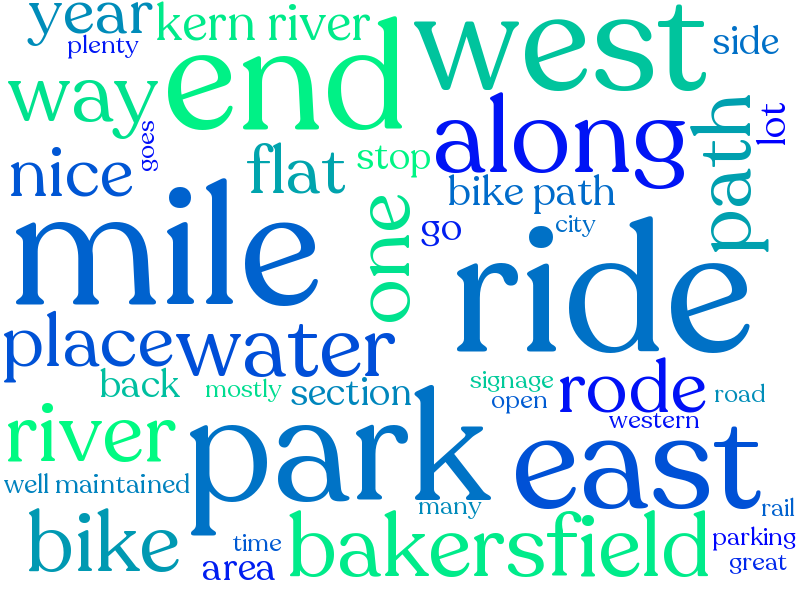 year
kern river
west
side
plenty
end
way
goes
along
path
lot
nice
flat
stop
bike path
one
go
city
mile
ride
place
water
back
mostly
section
signage
open
rode
road
western
river
park
east
well maintained
many
rail
bike
time
area
bakersfield
parking
great